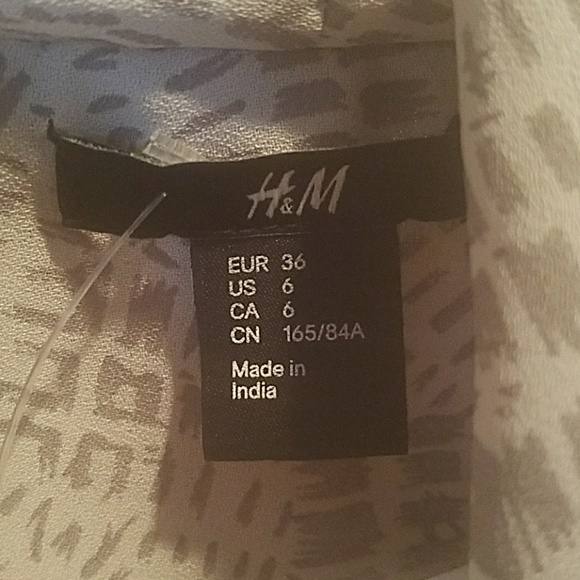 H&M
EUR 36
US 6
CA 6
CN 165/84A
Made in
India